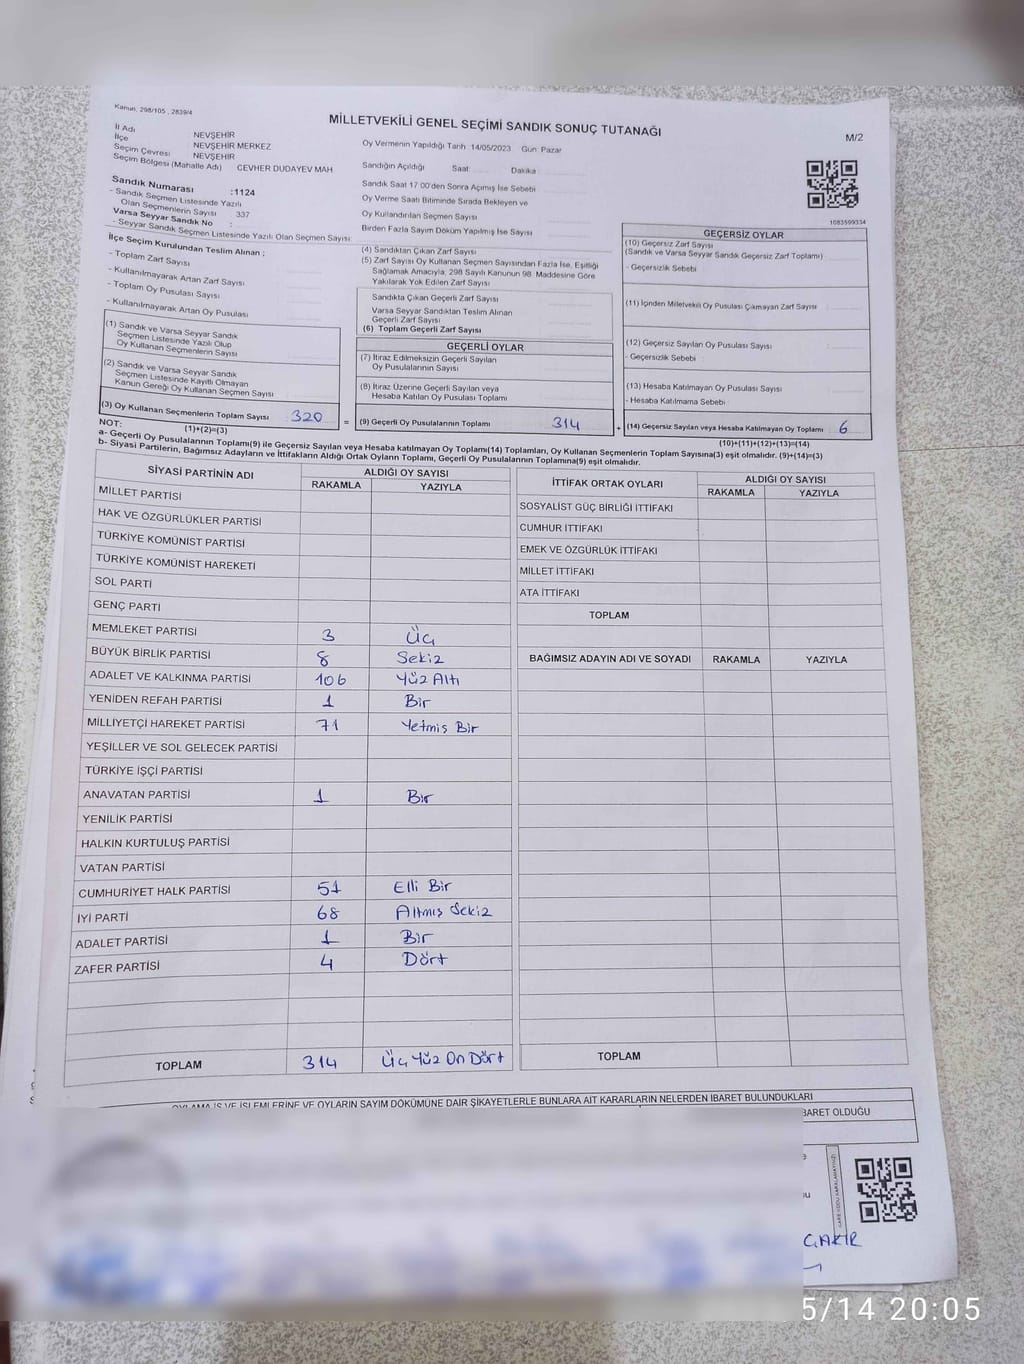 Kanun: 298/105 , 2839/4
MİLLETVEKİLİ GENEL SEÇİMİ SANDIK SONUÇ TUTANAĞI
M/2
İl Adı NEVŞEHİR
İlçe NEVŞEHİR MERKEZ
Seçim Çevresi NEVŞEHİR
Seçim Bölgesi (Mahalle Adı) CEVHER DUDAYEV MAH
Sandık Numarası :1124
- Sandık Seçmen Listesinde Yazılı
Olan Seçmenlerin Sayısı 337
Varsa Seyyar Sandık No :
- Seyyar Sandık Listesinde Yazılı Olan Seçmen Sayısı:
Oy Vermenin Yapıldığı Tarih 14/05/2023 Gün: Pazar
Sandığın Açıldığı Saat Dakika
Sandık Saat 17:00'den Sonra Açılmış İse Sebebi
Oy Verme Saati Bitiminde Sırada Bekleyen ve
Oy Kullandırılan Seçmen Sayısı
Birden Fazla Sayım Döküm Yapılmış İse Sayısı
1083599334
İlçe Seçim Kurulundan Teslim Alınan ;
- Toplam Zarf Sayısı
- Kullanılmayarak Artan Zarf Sayısı
- Toplam Oy Pusulası Sayısı
- Kullanılmayarak Artan Oy Pusulası
(1) Sandık ve Varsa Seyyar Sandık
Seçmen Listesinde Yazılı Olup
Oy Kullanan Seçmenlerin Sayısı
(2) Sandık ve Varsa Seyyar Sandık
Seçmen Listesinde Kayıtlı Olmayan
Kanun Gereği Oy Kullanan Seçmen Sayısı
(3) Oy Kullanan Seçmenlerin Toplam Sayısı 320 =
(1)+(2)=(3)
(4) Sandıktan Çıkan Zarf Sayısı
(5) Zarf Sayısı Oy Kullanan Seçmen Sayısından Fazla İse, Eşitliği
Sağlamak Amacıyla, 298 Sayılı Kanunun 98. Maddesine Göre
Yakılarak Yok Edilen Zarf Sayısı
Sandıkta Çıkan Geçerli Zarf Sayısı
Varsa Seyyar Sandıktan Teslim Alınan
Geçerli Zarf Sayısı
(6) Toplam Geçerli Zarf Sayısı
GEÇERLİ OYLAR
(7) İtiraz Edilmeksizin Geçerli Sayılan
Oy Pusulalarının Sayısı
(8) İtiraz Üzerine Geçerli Sayılan veya
Hesaba Katılan Oy Pusulası Toplamı
(9) Geçerli Oy Pusulalarının Toplamı 314 +
GEÇERSİZ OYLAR
(10) Geçersiz Zarf Sayısı
(Sandık ve Varsa Seyyar Sandık Geçersiz Zarf Toplamı)
- Geçersizlik Sebebi
(11) İçinden Milletvekili Oy Pusulası Çıkmayan Zarf Sayısı
(12) Geçersiz Sayılan Oy Pusulası Sayısı
- Geçersizlik Sebebi
(13) Hesaba Katılmayan Oy Pusulası Sayısı
- Hesaba Katılmama Sebebi
(14) Geçersiz Sayılan veya Hesaba Katılmayan Oy Toplamı 6
(10)+(11)+(12)+(13)=(14)
NOT:
a- Geçerli Oy Pusulalarının Toplamı(9) ile Geçersiz Sayılan veya Hesaba katılmayan Oy Toplamı(14) Toplamları, Oy Kullanan Seçmenlerin Toplam Sayısına(3) eşit olmalıdır. (9)+(14)=(3)
b- Siyasi Partilerin, Bağımsız Adayların ve İttifakların Aldığı Ortak Oyların Toplamı, Geçerli Oy Pusulalarının Toplamına(9) eşit olmalıdır.
SİYASİ PARTİNİN ADI ALDIĞI OY SAYISI
RAKAMLA YAZIYLA
MİLLET PARTİSİ
HAK VE ÖZGÜRLÜKLER PARTİSİ
TÜRKİYE KOMÜNİST PARTİSİ
TÜRKİYE KOMÜNİST HAREKETİ
SOL PARTİ
GENÇ PARTİ
MEMLEKET PARTİSİ 3 Üç
BÜYÜK BİRLİK PARTİSİ 8 Sekiz
ADALET VE KALKINMA PARTİSİ 106 Yüz Altı
YENİDEN REFAH PARTİSİ 1 Bir
MİLLİYETÇİ HAREKET PARTİSİ 71 Yetmiş Bir
YEŞİLLER VE SOL GELECEK PARTİSİ
TÜRKİYE İŞÇİ PARTİSİ
ANAVATAN PARTİSİ 1 Bir
YENİLİK PARTİSİ
HALKIN KURTULUŞ PARTİSİ
VATAN PARTİSİ
CUMHURİYET HALK PARTİSİ 51 Elli Bir
İYİ PARTİ 68 Altmış Sekiz
ADALET PARTİSİ 1 Bir
ZAFER PARTİSİ 4 Dört
TOPLAM 314 Üç Yüz On Dört
İTTİFAK ORTAK OYLARI ALDIĞI OY SAYISI
RAKAMLA YAZIYLA
SOSYALİST GÜÇ BİRLİĞİ İTTİFAKI
CUMHUR İTTİFAKI
EMEK VE ÖZGÜRLÜK İTTİFAKI
MİLLET İTTİFAKI
ATA İTTİFAKI
TOPLAM
BAĞIMSIZ ADAYIN ADI VE SOYADI RAKAMLA YAZIYLA
TOPLAM
OYLAMA İŞ VE İŞLEMLERİNE VE OYLARIN SAYIM DÖKÜMÜNE DAİR ŞİKAYETLERLE BUNLARA AİT KARARLARIN NELERDEN İBARET BULUNDUKLARI
BARET OLDUĞU
ÇAKIR
5/14 20:05